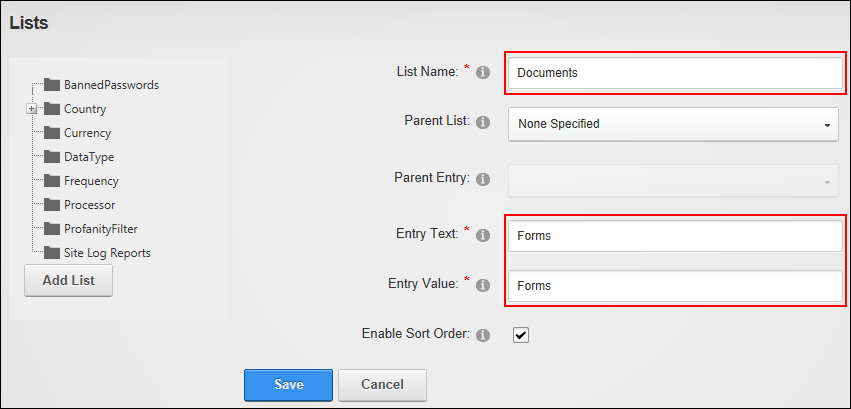 Lists
BannedPasswords
Country
Currency
DataType
Frequency
Processor
ProfanityFilter
Site Log Reports
Add List
List Name: * Documents
Parent List: None Specified
Parent Entry:
Entry Text: * Forms
Entry Value: * Forms
Enable Sort Order:
Save Cancel